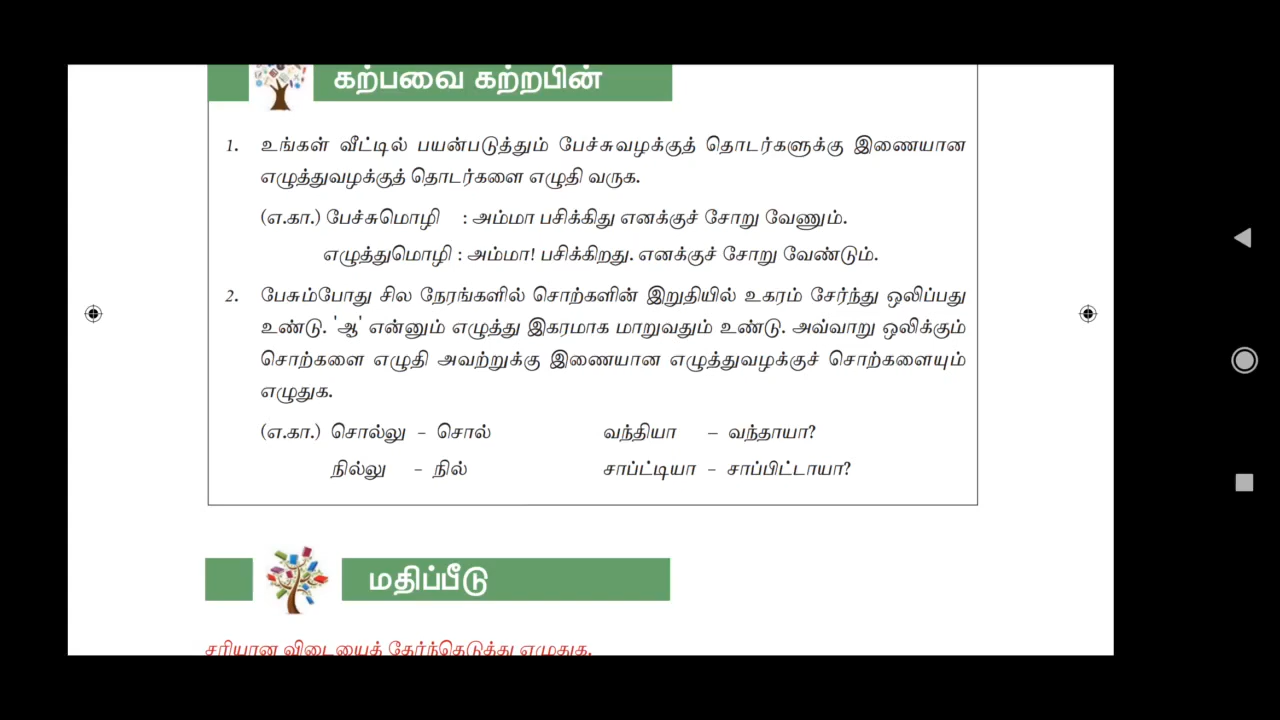 கற்பவை கற்றபின்
1. உங்கள் வீட்டில் பயன்படுத்தும் பேச்சுவழக்குத் தொடர்களுக்கு இணையான
எழுத்துவழக்குத் தொடர்களை எழுதி வருக.
(எ.கா.) பேச்சுமொழி : அம்மா பசிக்கிது எனக்குச் சோறு வேணும்.
எழுத்துமொழி : அம்மா! பசிக்கிறது. எனக்குச் சோறு வேண்டும்.
2. பேசும்போது சில நேரங்களில் சொற்களின் இறுதியில் உகரம் சேர்ந்து ஒலிப்பது
உண்டு. 'ஆ' என்னும் எழுத்து இகரமாக மாறுவதும் உண்டு. அவ்வாறு ஒலிக்கும்
சொற்களை எழுதி அவற்றுக்கு இணையான எழுத்துவழக்குச் சொற்களையும்
எழுதுக.
(எ.கா.) சொல்லு – சொல் வந்தியா – வந்தாயா?
நில்லு – நில் சாப்ட்டியா – சாப்பிட்டாயா?
மதிப்பீடு
சரியான விடையைத் தேர்ந்தெடுத்து எழுதுக.